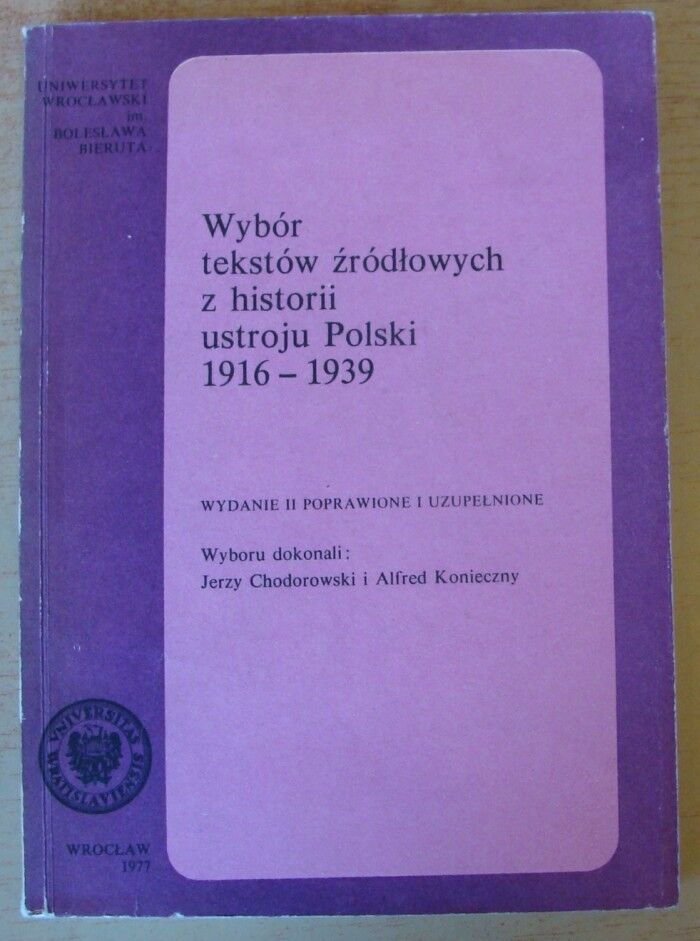 UNIWERSYTET
WROCŁAWSKI
im.
BOLESŁAWA
BIERUTA
Wybór
tekstów źródłowych
z historii
ustroju Polski
1916 – 1939
WYDANIE II POPRAWIONE I UZUPEŁNIONE
Wyboru dokonali:
Jerzy Chodorowski i Alfred Konieczny
VNIVERSITAS
WRATISLAVIENSIS
WROCŁAW
1977